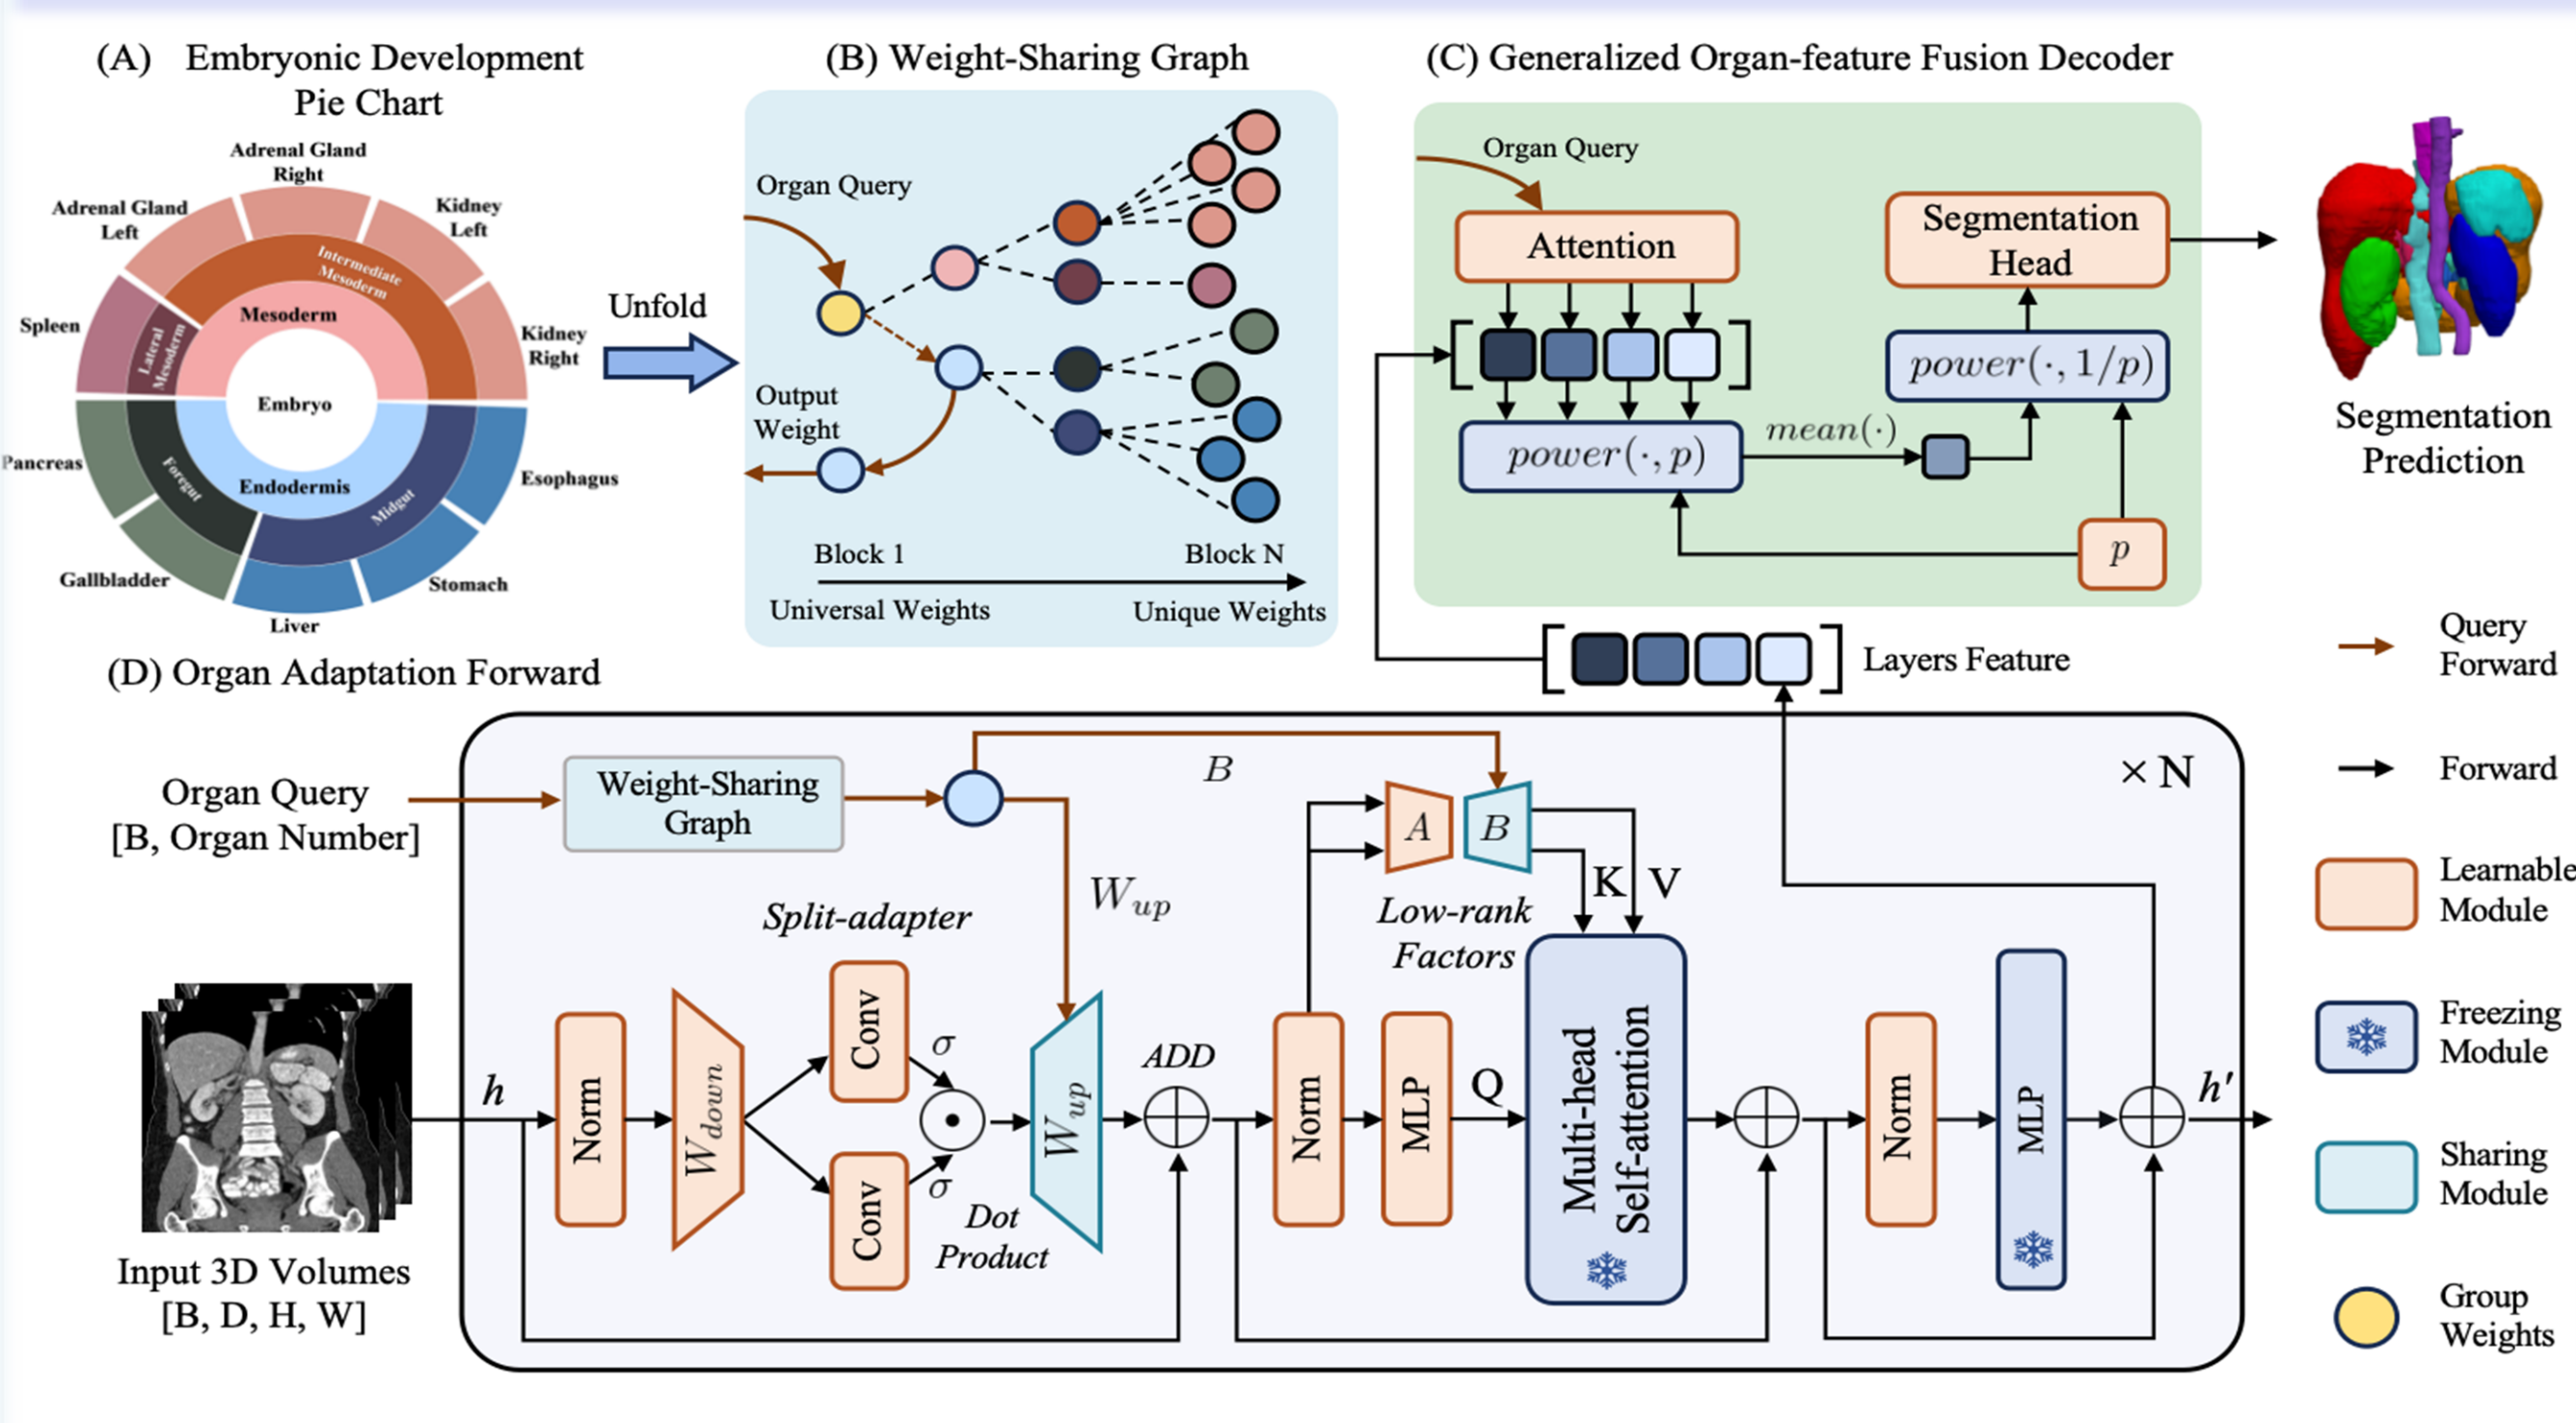 (A) Embryonic Development
Pie Chart
Adrenal Gland
Right
Adrenal Gland
Left
Kidney
Left
Intermediate
Mesoderm
Mesoderm
Spleen
Lateral
Mesoderm
Kidney
Right
Embryo
Pancreas
Foregut
Endodermis
Midgut
Esophagus
Gallbladder
Stomach
Liver
Unfold
(B) Weight-Sharing Graph
Organ Query
Output
Weight
Block 1
Block N
Universal Weights
Unique Weights
(C) Generalized Organ-feature Fusion Decoder
Organ Query
Attention
Segmentation
Head
power(·, 1/p)
power(·, p)
mean(·)
p
Segmentation
Prediction
Layers Feature
(D) Organ Adaptation Forward
Organ Query
[B, Organ Number]
Weight-Sharing
Graph
B
× N
A
B
K
V
W_up
Split-adapter
Low-rank
Factors
h
Norm
W_down
Conv
Conv
σ
σ
Dot
Product
W_up
ADD
Norm
MLP
Q
Multi-head
Self-attention
Norm
MLP
h′
Input 3D Volumes
[B, D, H, W]
Query
Forward
Forward
Learnable
Module
Freezing
Module
Sharing
Module
Group
Weights